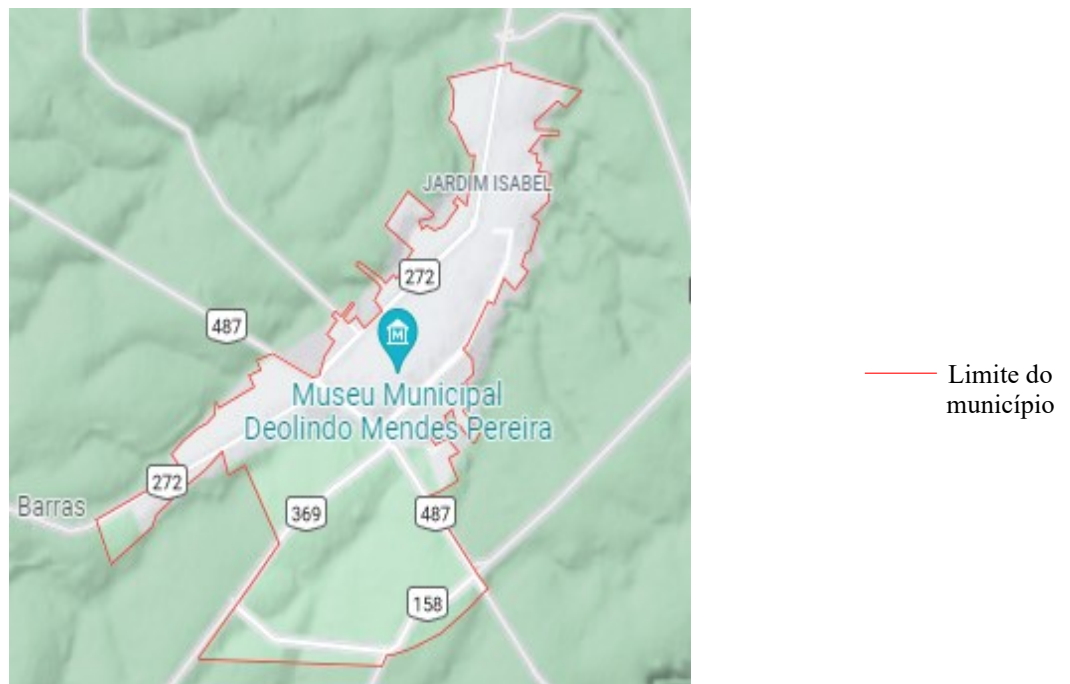 JARDIM ISABEL
272
487
Museu Municipal
Deolindo Mendes Pereira
272
Barras
369
487
158
Limite do
município